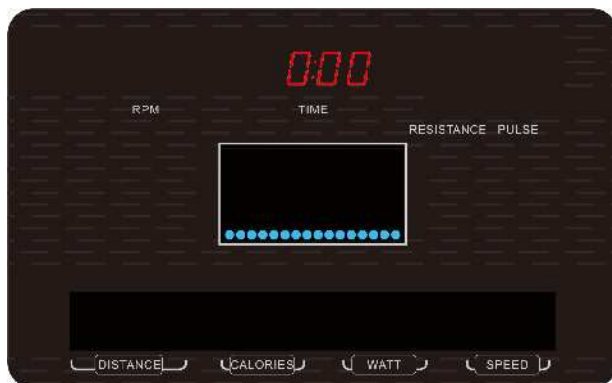 0:00
RPM TIME
RESISTANCE PULSE
DISTANCE CALORIES WATT SPEED